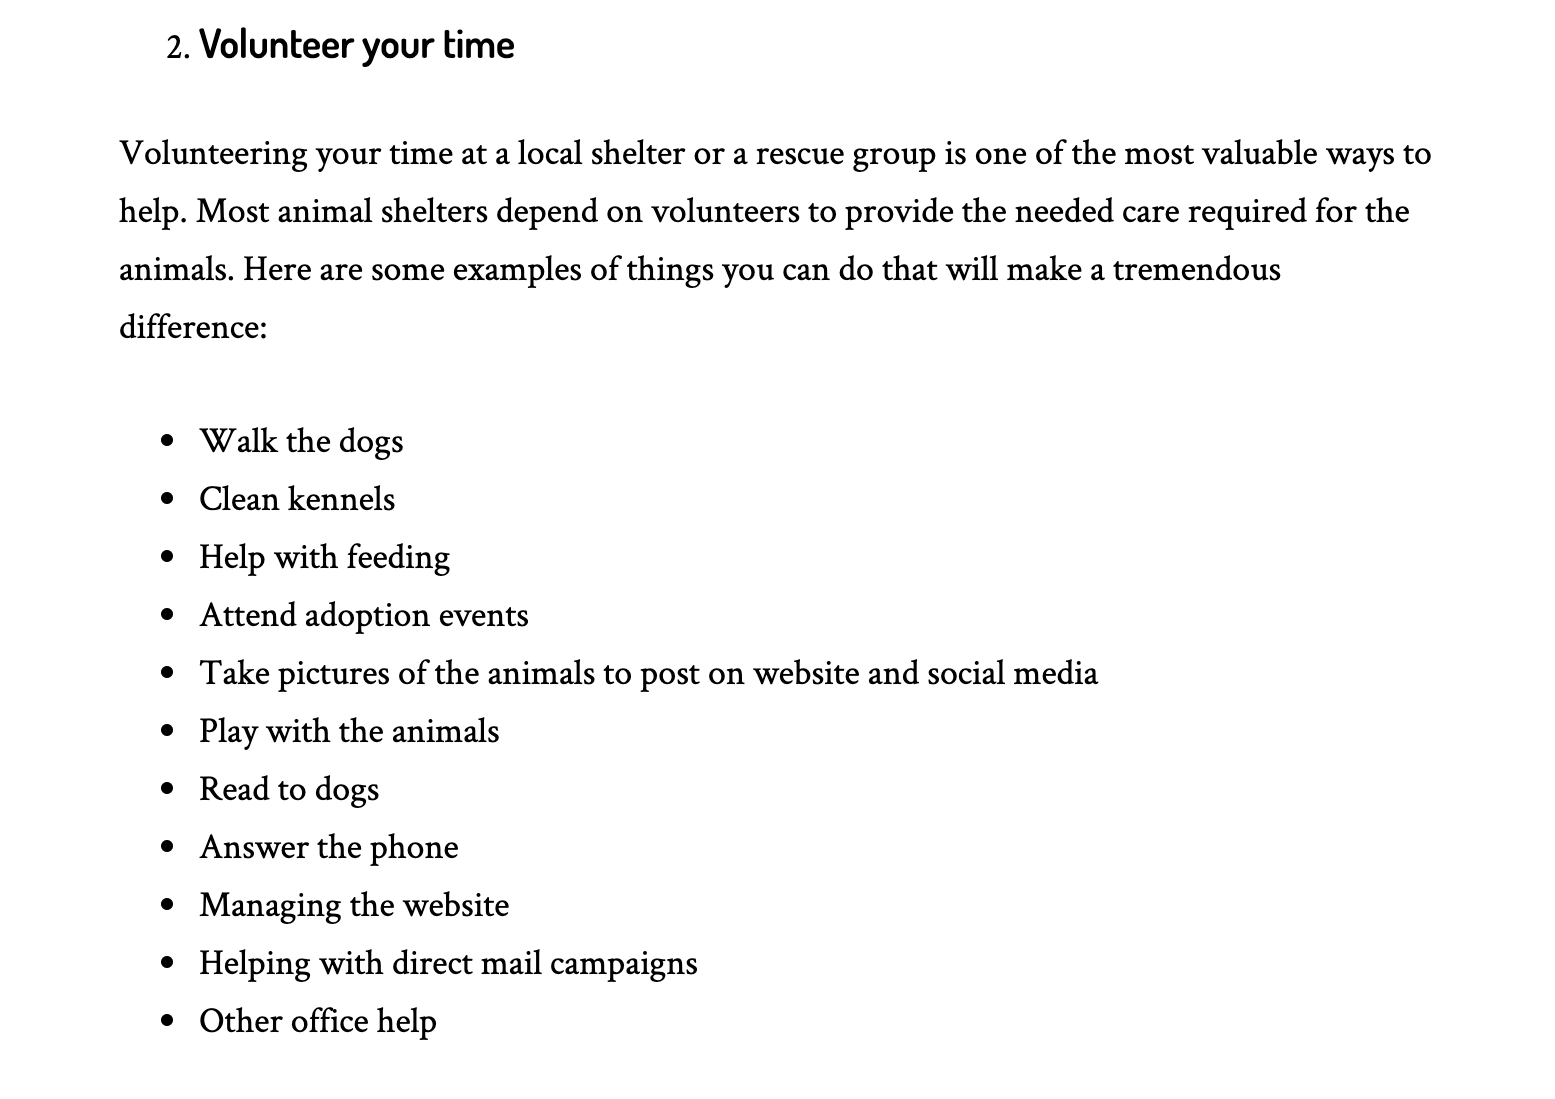 2. Volunteer your time
Volunteering your time at a local shelter or a rescue group is one of the most valuable ways to
help. Most animal shelters depend on volunteers to provide the needed care required for the
animals. Here are some examples of things you can do that will make a tremendous
difference:
• Walk the dogs
• Clean kennels
• Help with feeding
• Attend adoption events
• Take pictures of the animals to post on website and social media
• Play with the animals
• Read to dogs
• Answer the phone
• Managing the website
• Helping with direct mail campaigns
• Other office help